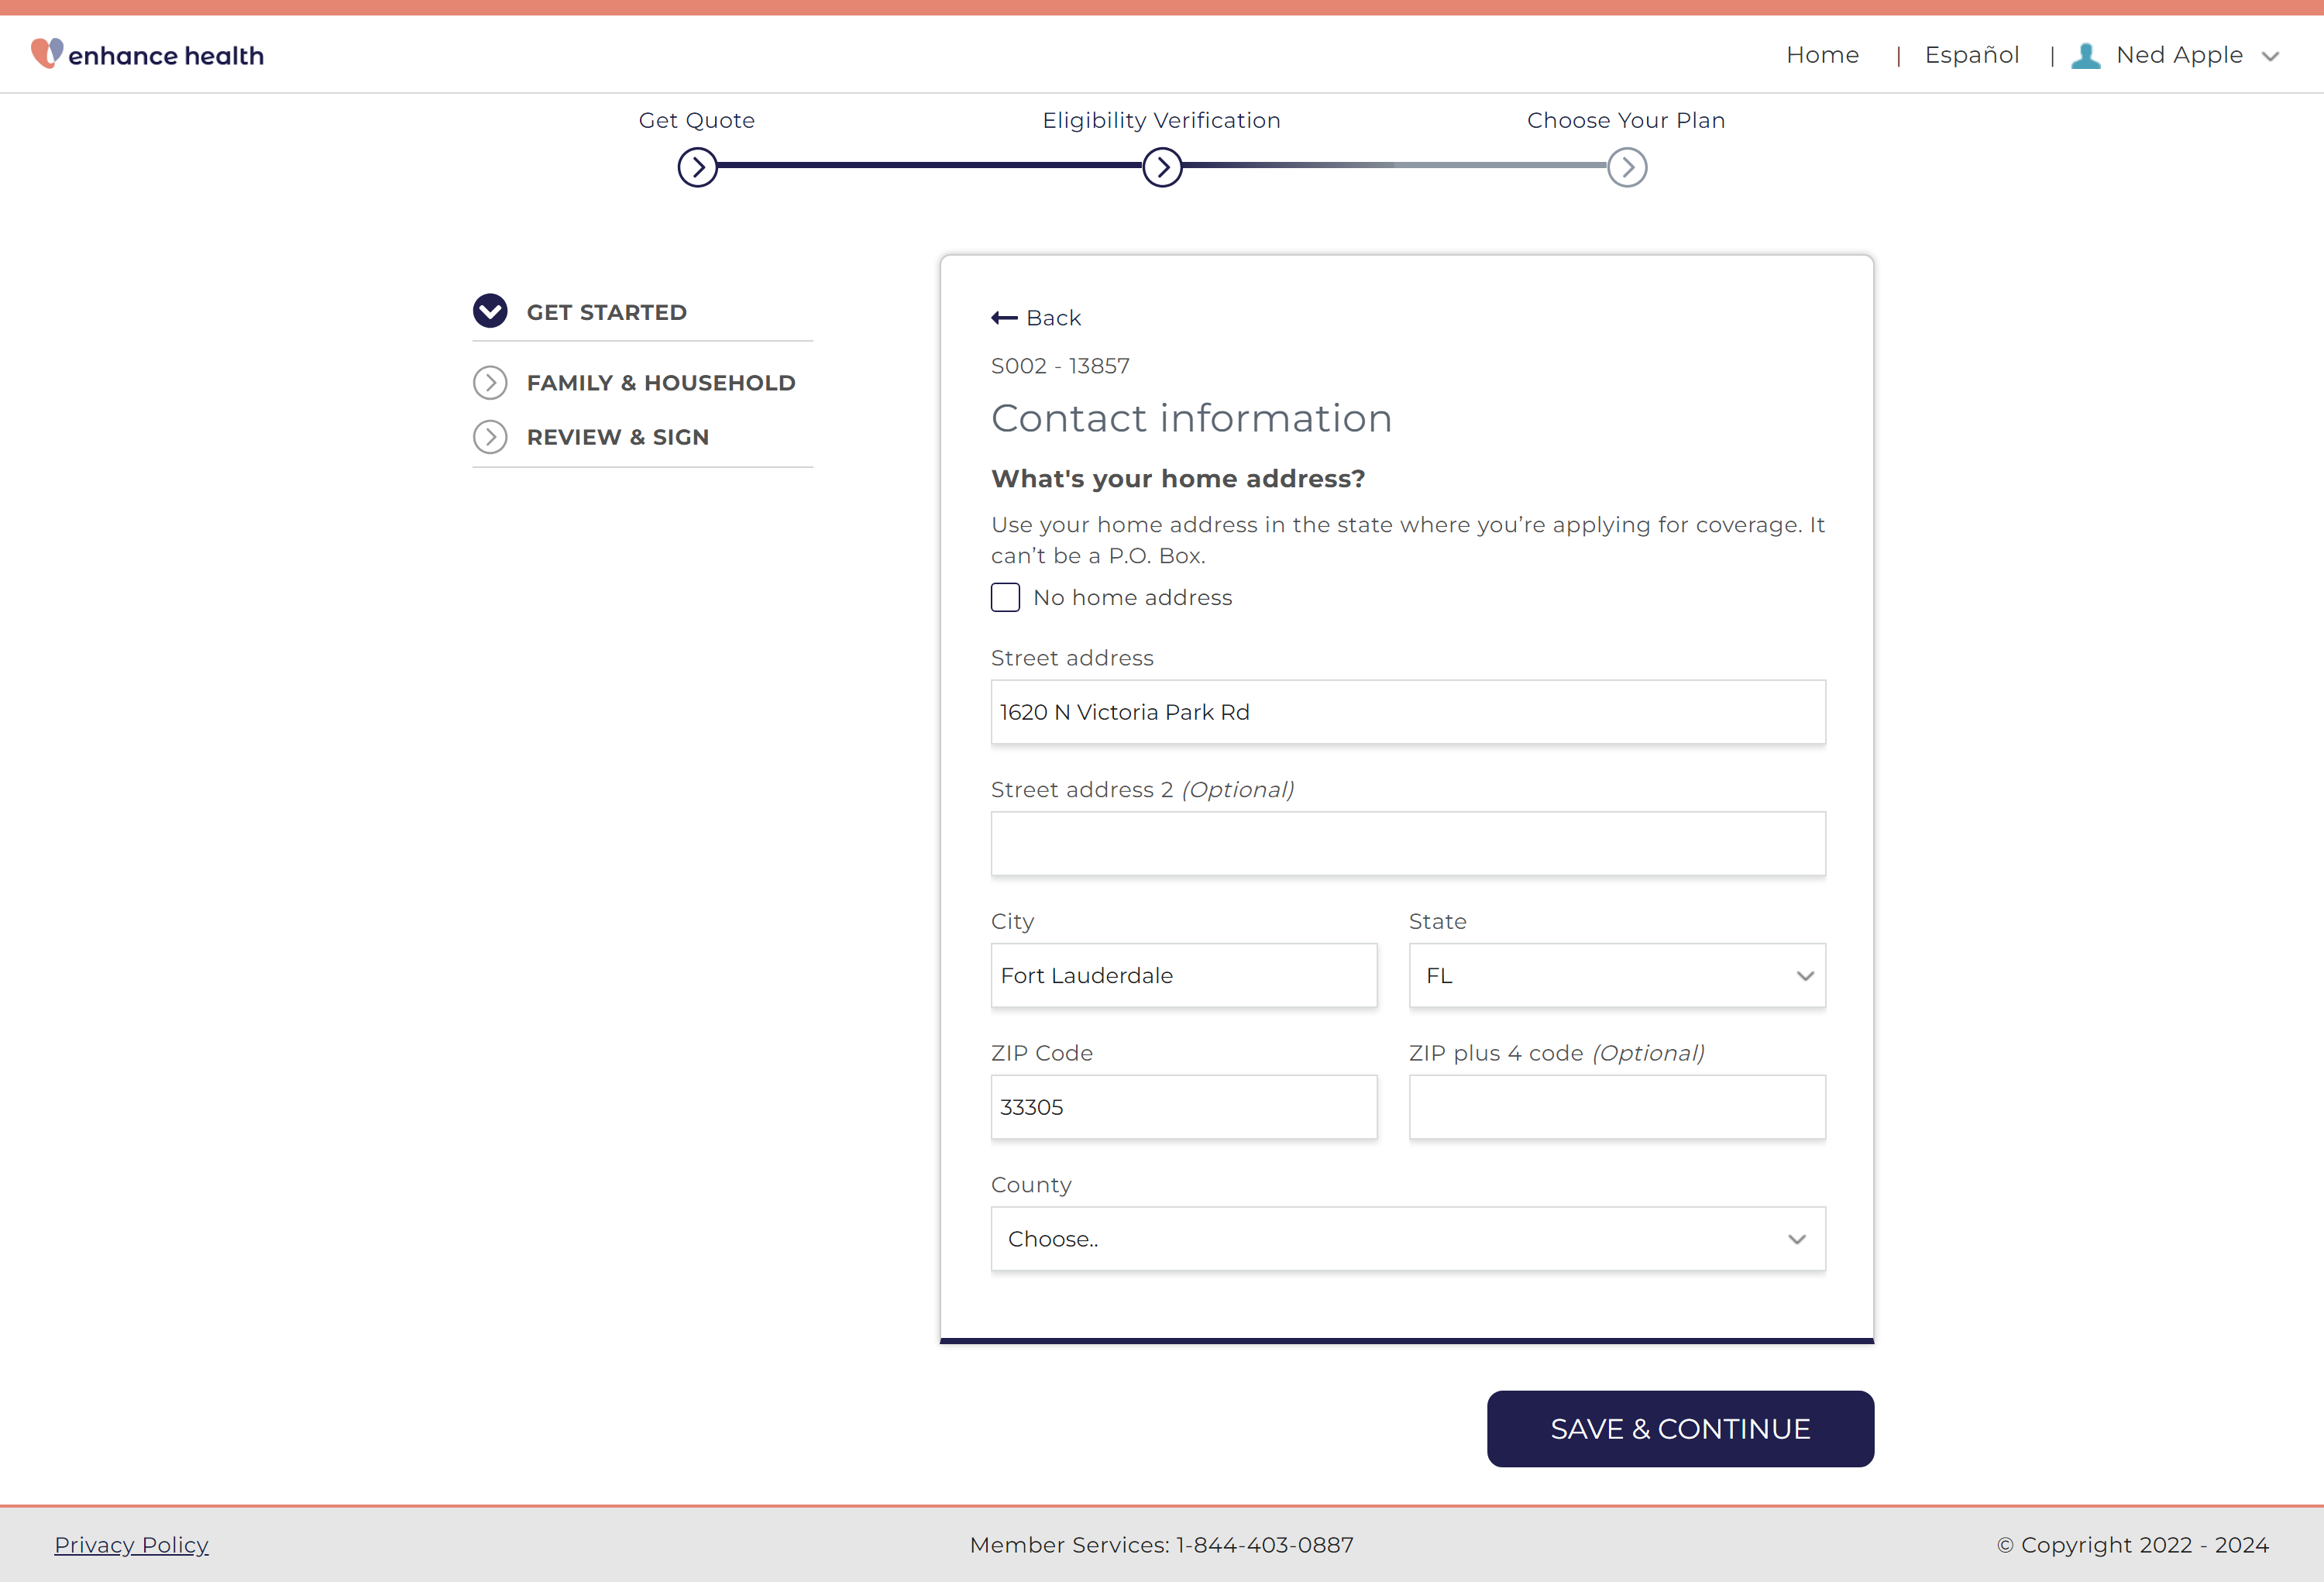 enhance health
Home | Español | Ned Apple
Get Quote
Eligibility Verification
Choose Your Plan
GET STARTED
FAMILY & HOUSEHOLD
REVIEW & SIGN
Back
S002 - 13857
Contact information
What's your home address?
Use your home address in the state where you’re applying for coverage. It
can’t be a P.O. Box.
No home address
Street address
1620 N Victoria Park Rd
Street address 2 (Optional)
City
Fort Lauderdale
State
FL
ZIP Code
33305
ZIP plus 4 code (Optional)
County
Choose..
SAVE & CONTINUE
Privacy Policy
Member Services: 1-844-403-0887
© Copyright 2022 - 2024